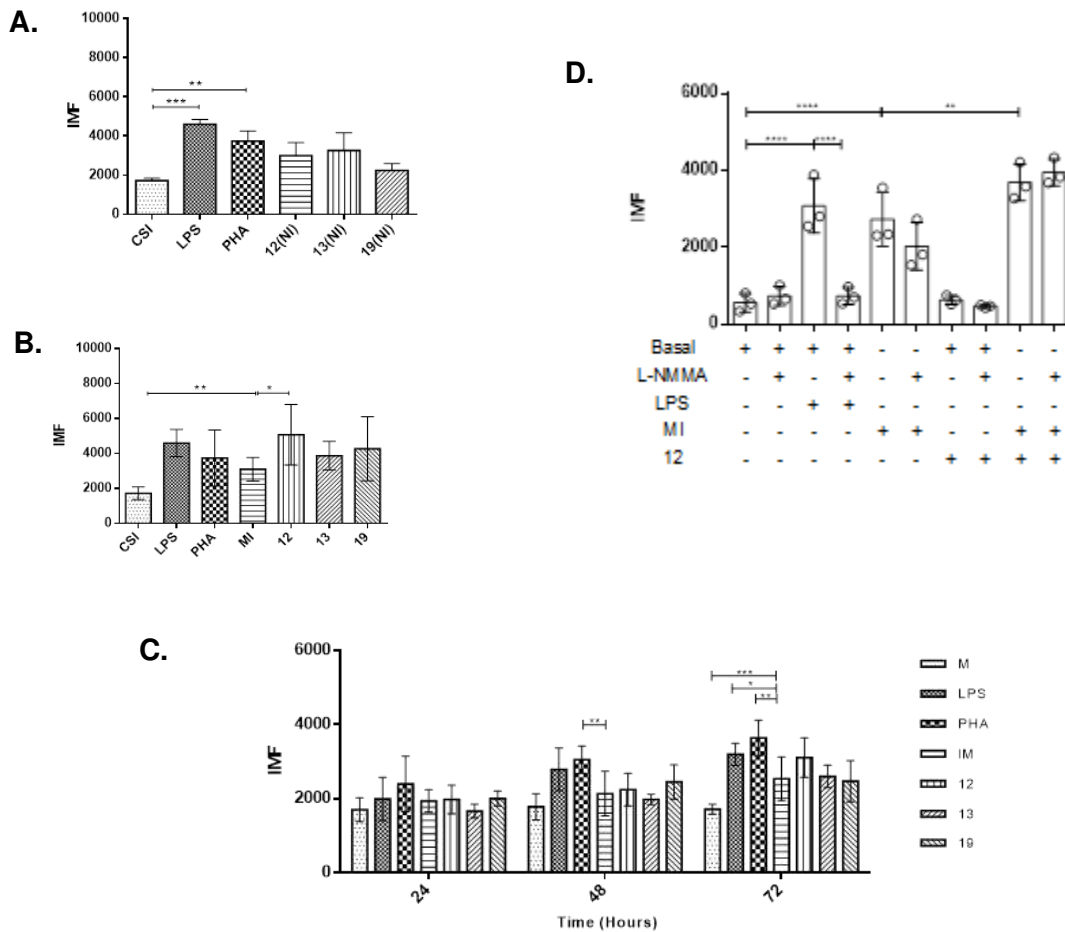 A.
10000
8000
6000
4000
2000
0
IMF
**
***
CSI
LPS
PHA
12(NI)
13(NI)
19(NI)
B.
10000
8000
6000
4000
2000
0
IMF
**
*
CSI
LPS
PHA
MI
12
13
19
D.
6000
4000
2000
0
IMF
****
**
****
****
Basal + + + + - - + + - -
L-NMMA - + - + - + - + - +
LPS - - + + - - - - - -
MI - - - - + + - - + +
12 - - - - - - + + + +
C.
6000
4000
2000
0
IMF
**
***
*
**
24
48
72
Time (Hours)
M
LPS
PHA
IM
12
13
19